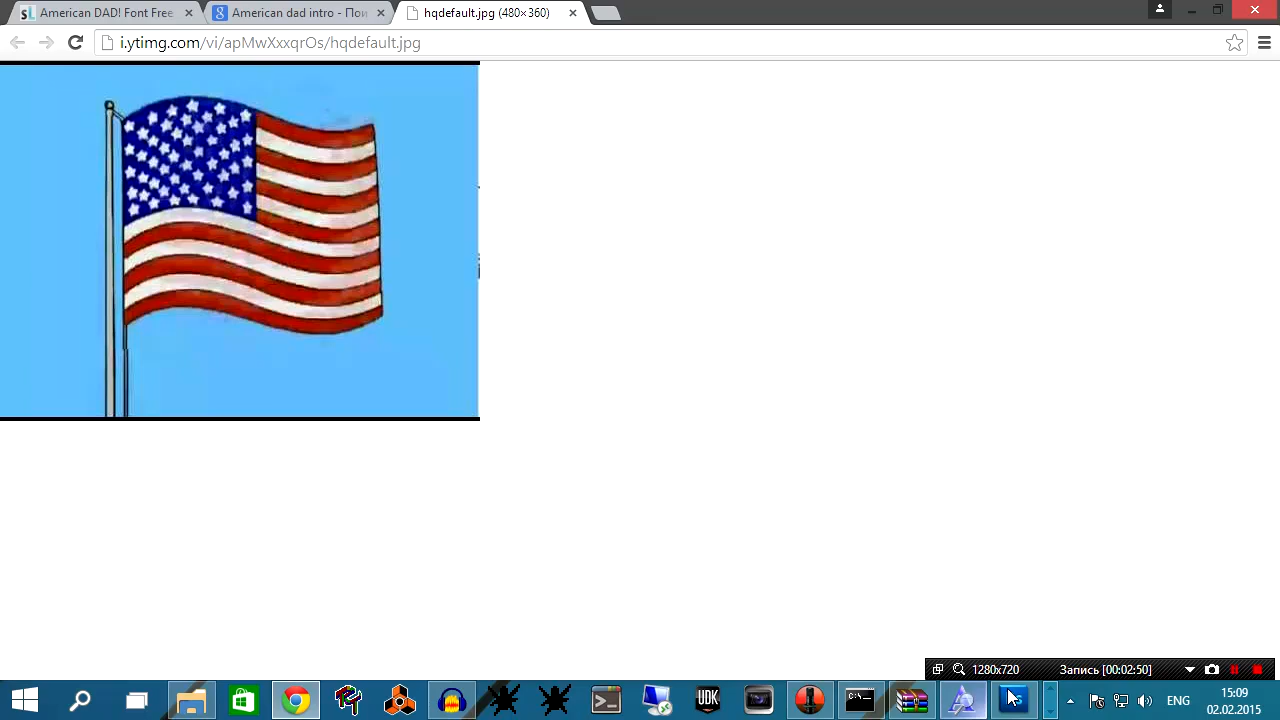 American DAD! Font Free
American dad intro - Пои
hqdefault.jpg (480×360)
i.ytimg.com/vi/apMwXxxqrOs/hqdefault.jpg
1280x720
Запись [00:02:50]
UDK
C:\.
ENG
15:09
02.02.2015